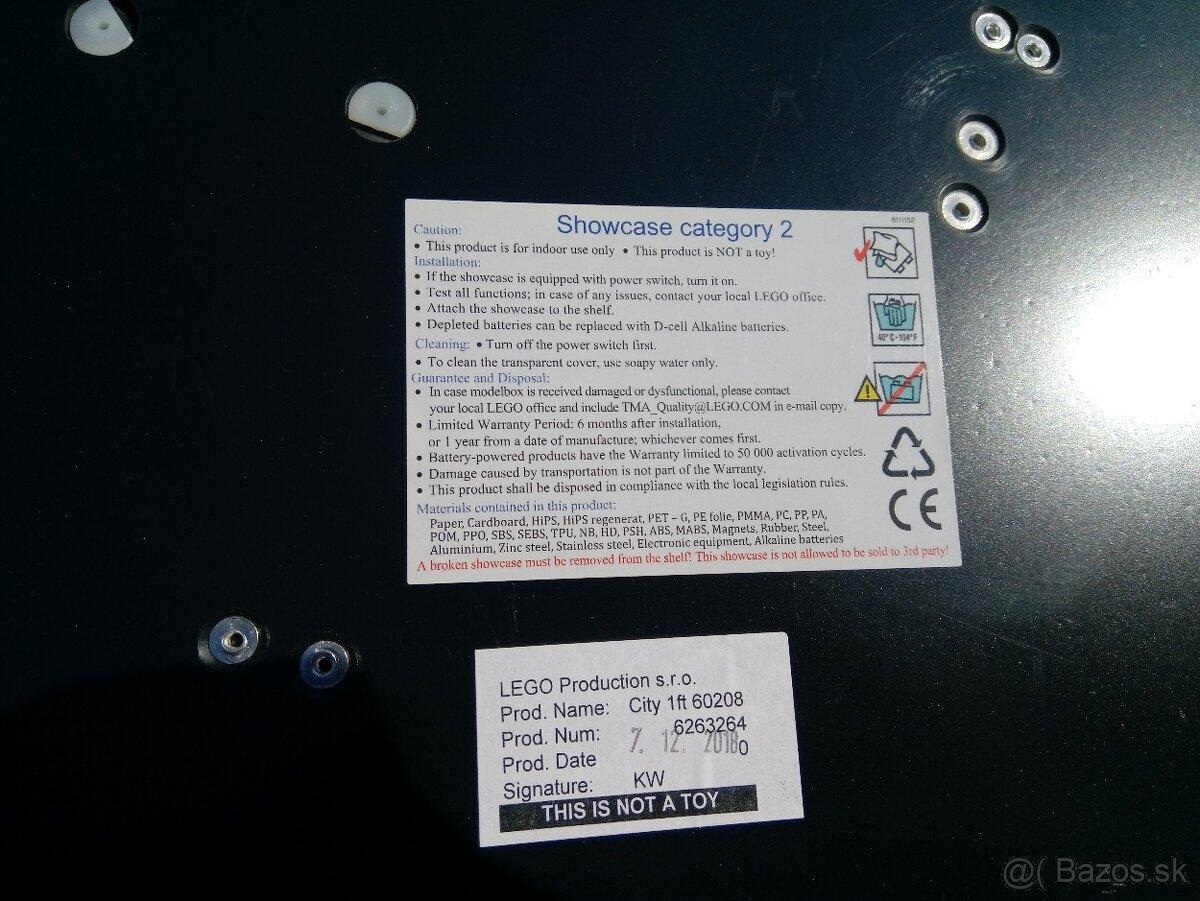 6111152
Showcase category 2
Caution:
• This product is for indoor use only • This product is NOT a toy!
Installation:
• If the showcase is equipped with power switch, turn it on.
• Test all functions; in case of any issues, contact your local LEGO office.
• Attach the showcase to the shelf.
• Depleted batteries can be replaced with D-cell Alkaline batteries.
Cleaning: • Turn off the power switch first.
• To clean the transparent cover, use soapy water only.
Guarantee and Disposal:
• In case modelbox is received damaged or dysfunctional, please contact
your local LEGO office and include TMA_Quality@LEGO.COM in e-mail copy.
• Limited Warranty Period: 6 months after installation,
or 1 year from a date of manufacture; whichever comes first.
• Battery-powered products have the Warranty limited to 50 000 activation cycles.
• Damage caused by transportation is not part of the Warranty.
• This product shall be disposed in compliance with the local legislation rules.
Materials contained in this product:
Paper, Cardboard, HiPS, HiPS regenerat, PET – G, PE folie, PMMA, PC, PP, PA,
POM, PPO, SBS, SEBS, TPU, NB, HD, PSH, ABS, MABS, Magnets, Rubber, Steel,
Aluminium, Zinc steel, Stainless steel, Electronic equipment, Alkaline batteries
A broken showcase must be removed from the shelf! This showcase is not allowed to be sold to 3rd party!
40°C-104°F
CE
LEGO Production s.r.o.
Prod. Name: City 1ft 60208
Prod. Num: 6263264
Prod. Date 7. 12. 2018 0
Signature: KW
THIS IS NOT A TOY
@( Bazos.sk